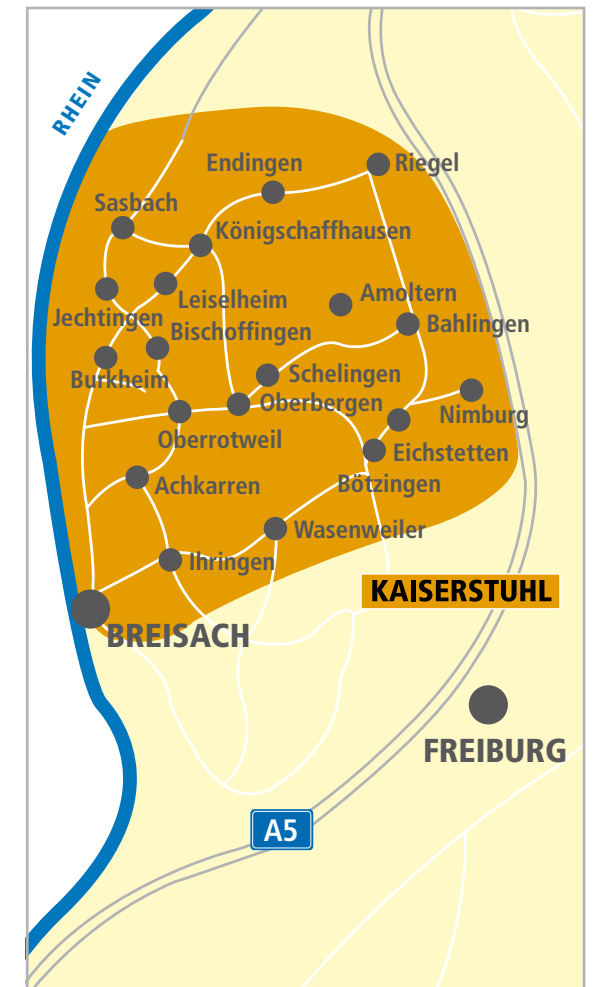 RHEIN
Endingen
Riegel
Sasbach
Königschaffhausen
Leiselheim
Amoltern
Jechtingen
Bischoffingen
Bahlingen
Burkheim
Schelingen
Oberbergen
Nimburg
Oberrotweil
Eichstetten
Achkarren
Bötzingen
Wasenweiler
Ihringen
KAISERSTUHL
BREISACH
FREIBURG
A5